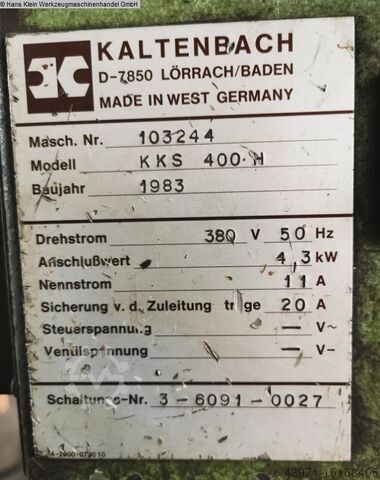 © Hans Klein Werkzeugmaschinenhandel GmbH
KALTENBACH
D-7850 LÖRRACH/BADEN
MADE IN WEST GERMANY
Masch. Nr. 103244
Modell KKS 400 H
Baujahr 1983
Drehstrom 380 V 50 Hz
Anschlußwert 4,3 kW
Nennstrom 11 A
Sicherung v. d. Zuleitung träge 20 A
Steuerspannung — V~
Ventilspannung — V–
Schaltungs-Nr. 3-6091-0027
43971-16168405